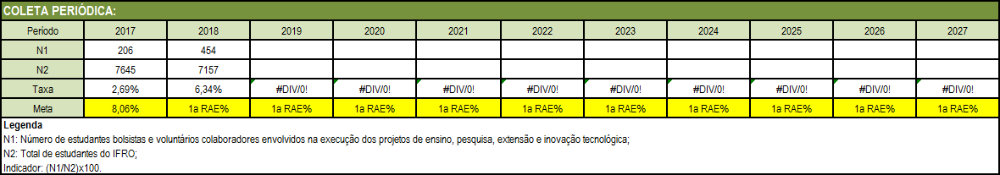 COLETA PERIÓDICA:
Período 2017 2018 2019 2020 2021 2022 2023 2024 2025 2026 2027
N1 206 454
N2 7645 7157
Taxa 2,69% 6,34% #DIV/0! #DIV/0! #DIV/0! #DIV/0! #DIV/0! #DIV/0! #DIV/0! #DIV/0! #DIV/0!
Meta 8,06% 1a RAE% 1a RAE% 1a RAE% 1a RAE% 1a RAE% 1a RAE% 1a RAE% 1a RAE% 1a RAE% 1a RAE%
Legenda
N1: Número de estudantes bolsistas e voluntários colaboradores envolvidos na execução dos projetos de ensino, pesquisa, extensão e inovação tecnológica;
N2: Total de estudantes do IFRO;
Indicador: (N1/N2)x100.